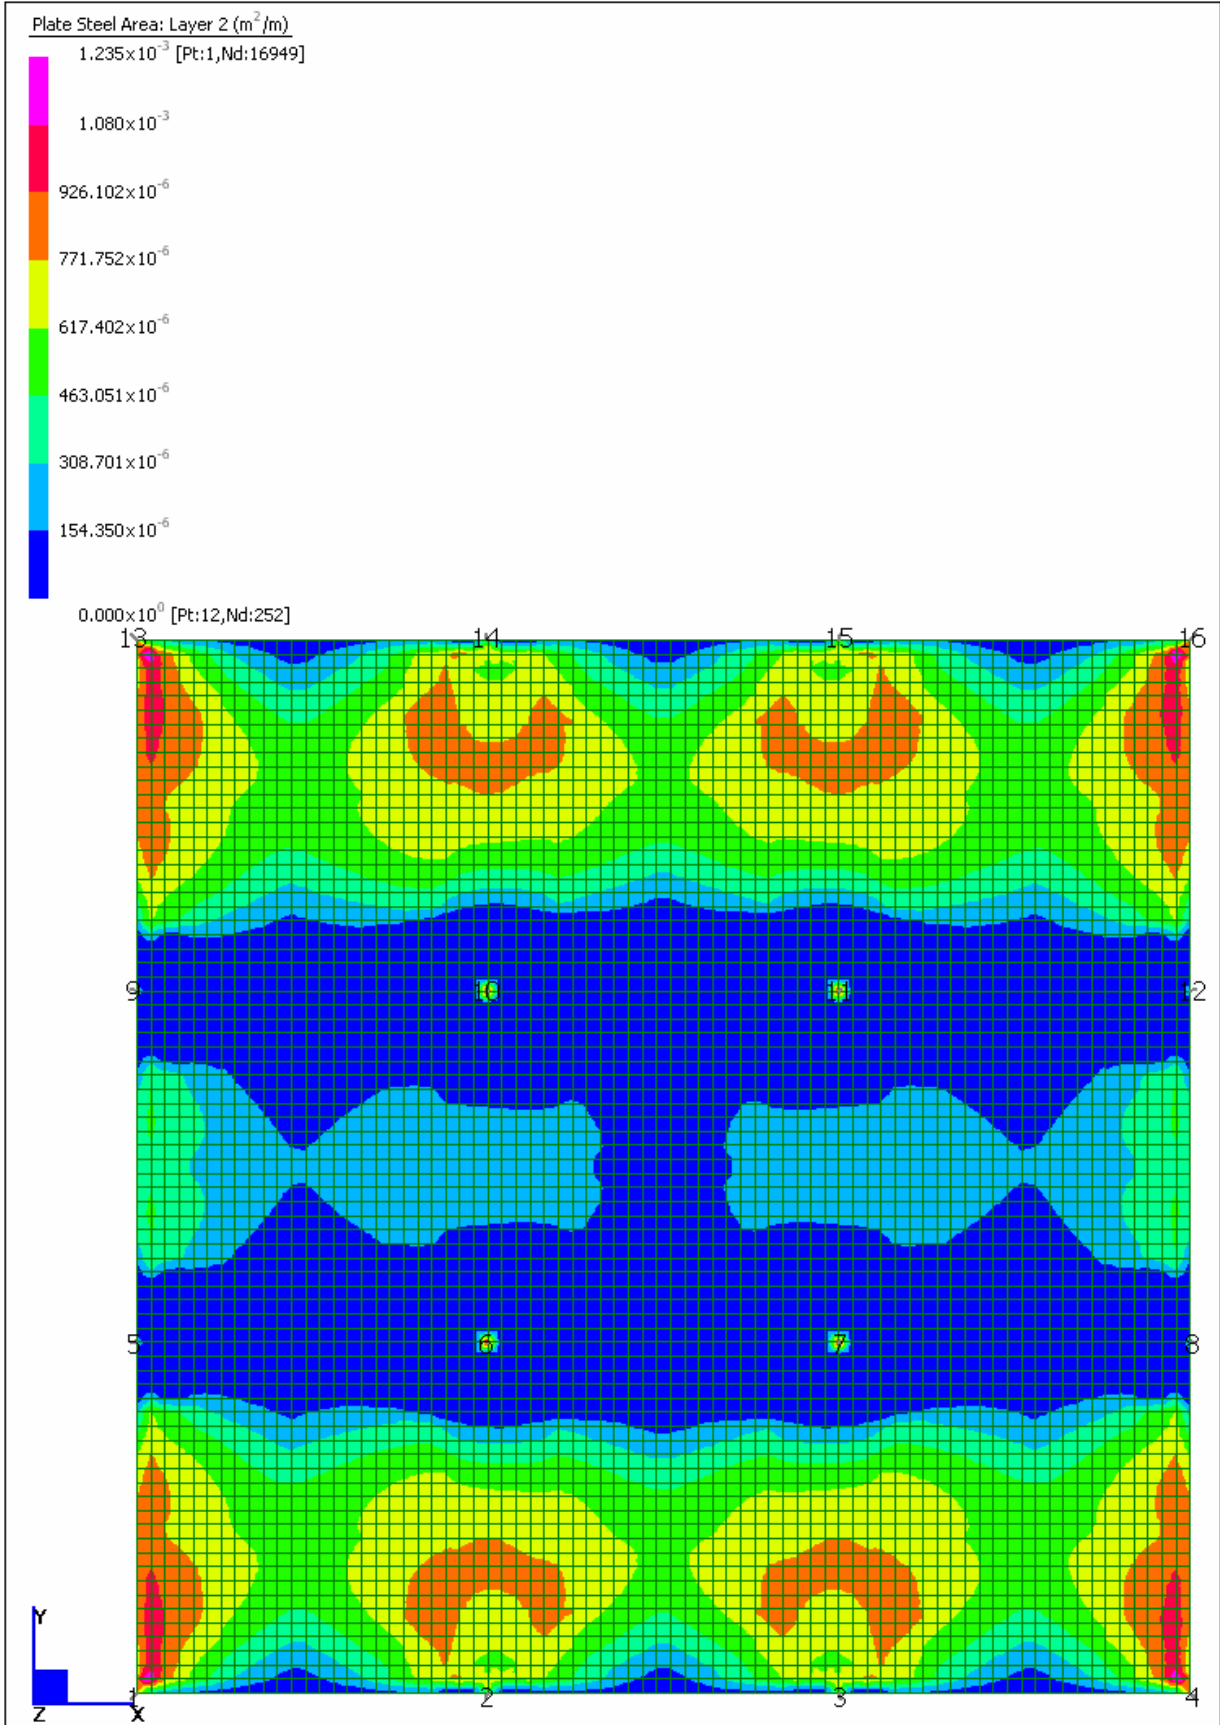 Plate Steel Area: Layer 2 (m²/m)
1.235x10⁻³ [Pt:1,Nd:16949]
1.080x10⁻³
926.102x10⁻⁶
771.752x10⁻⁶
617.402x10⁻⁶
463.051x10⁻⁶
308.701x10⁻⁶
154.350x10⁻⁶
0.000x10⁰ [Pt:12,Nd:252]
13 14 15 16
9 10 11 12
5 6 7 8
Y
1 2 3 4
Z X